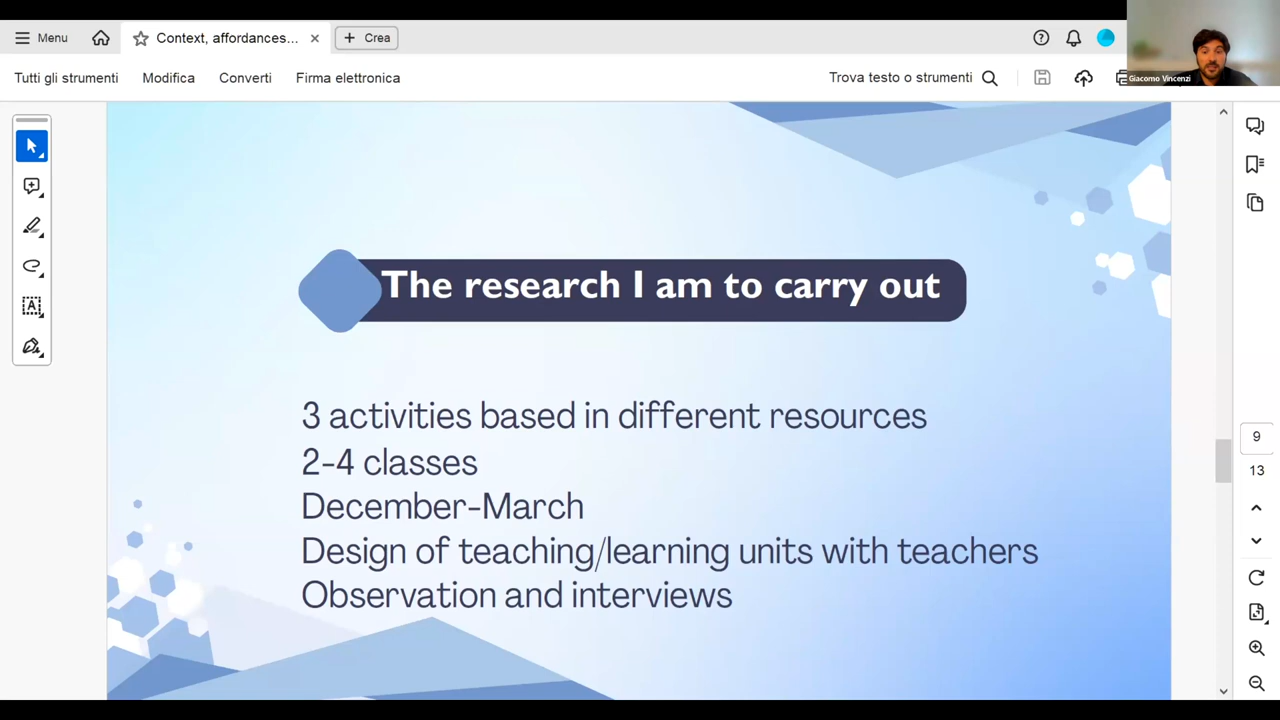 Menu
Context, affordances...
Crea
Tutti gli strumenti
Modifica
Converti
Firma elettronica
Trova testo o strumenti
Giacomo Vincenzi
The research I am to carry out
3 activities based in different resources
2-4 classes
December-March
Design of teaching/learning units with teachers
Observation and interviews
9
13